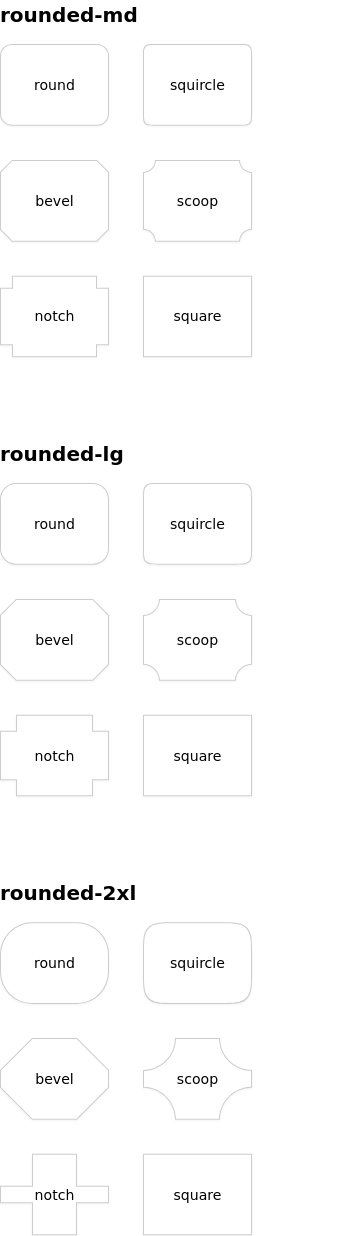 rounded-md
round squircle
bevel scoop
notch square
rounded-lg
round squircle
bevel scoop
notch square
rounded-2xl
round squircle
bevel scoop
notch square